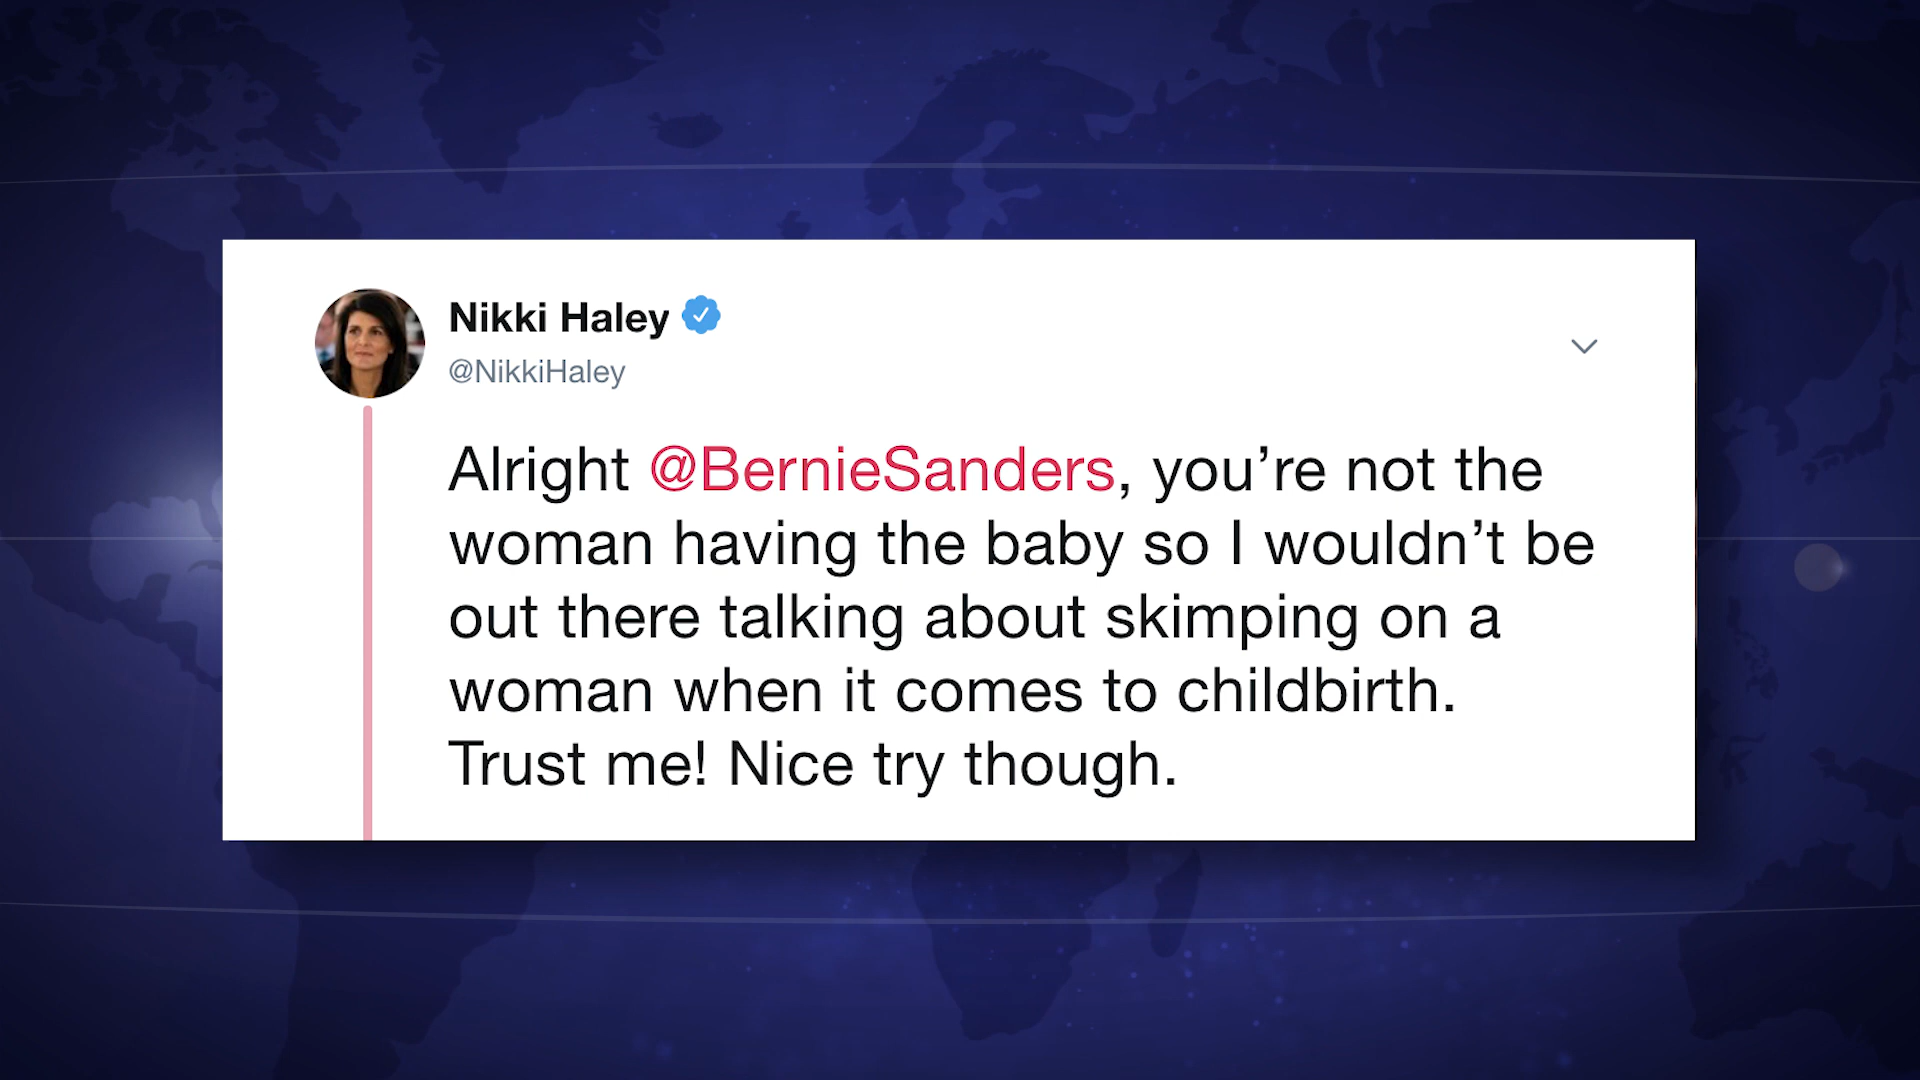 Nikki Haley
@NikkiHaley
Alright @BernieSanders, you’re not the
woman having the baby so I wouldn’t be
out there talking about skimping on a
woman when it comes to childbirth.
Trust me! Nice try though.